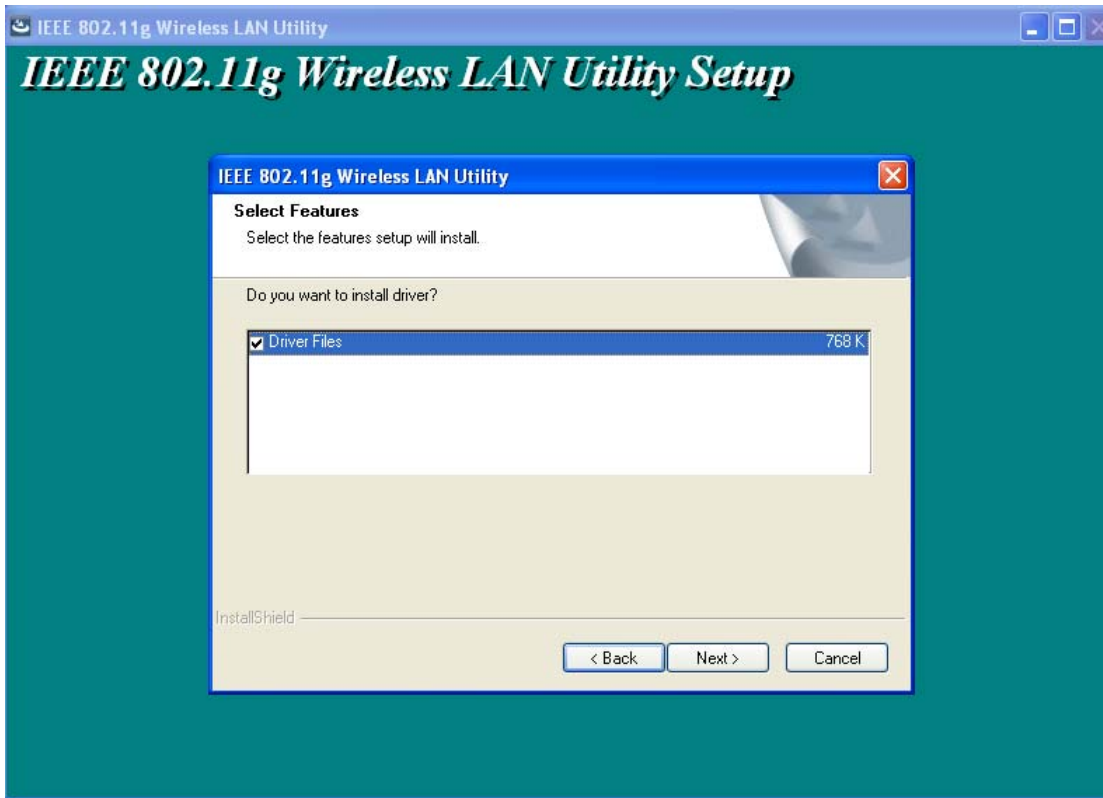 IEEE 802.11g Wireless LAN Utility
IEEE 802.11g Wireless LAN Utility Setup
IEEE 802.11g Wireless LAN Utility
Select Features
Select the features setup will install.
Do you want to install driver?
Driver Files 768 K
InstallShield
< Back Next > Cancel